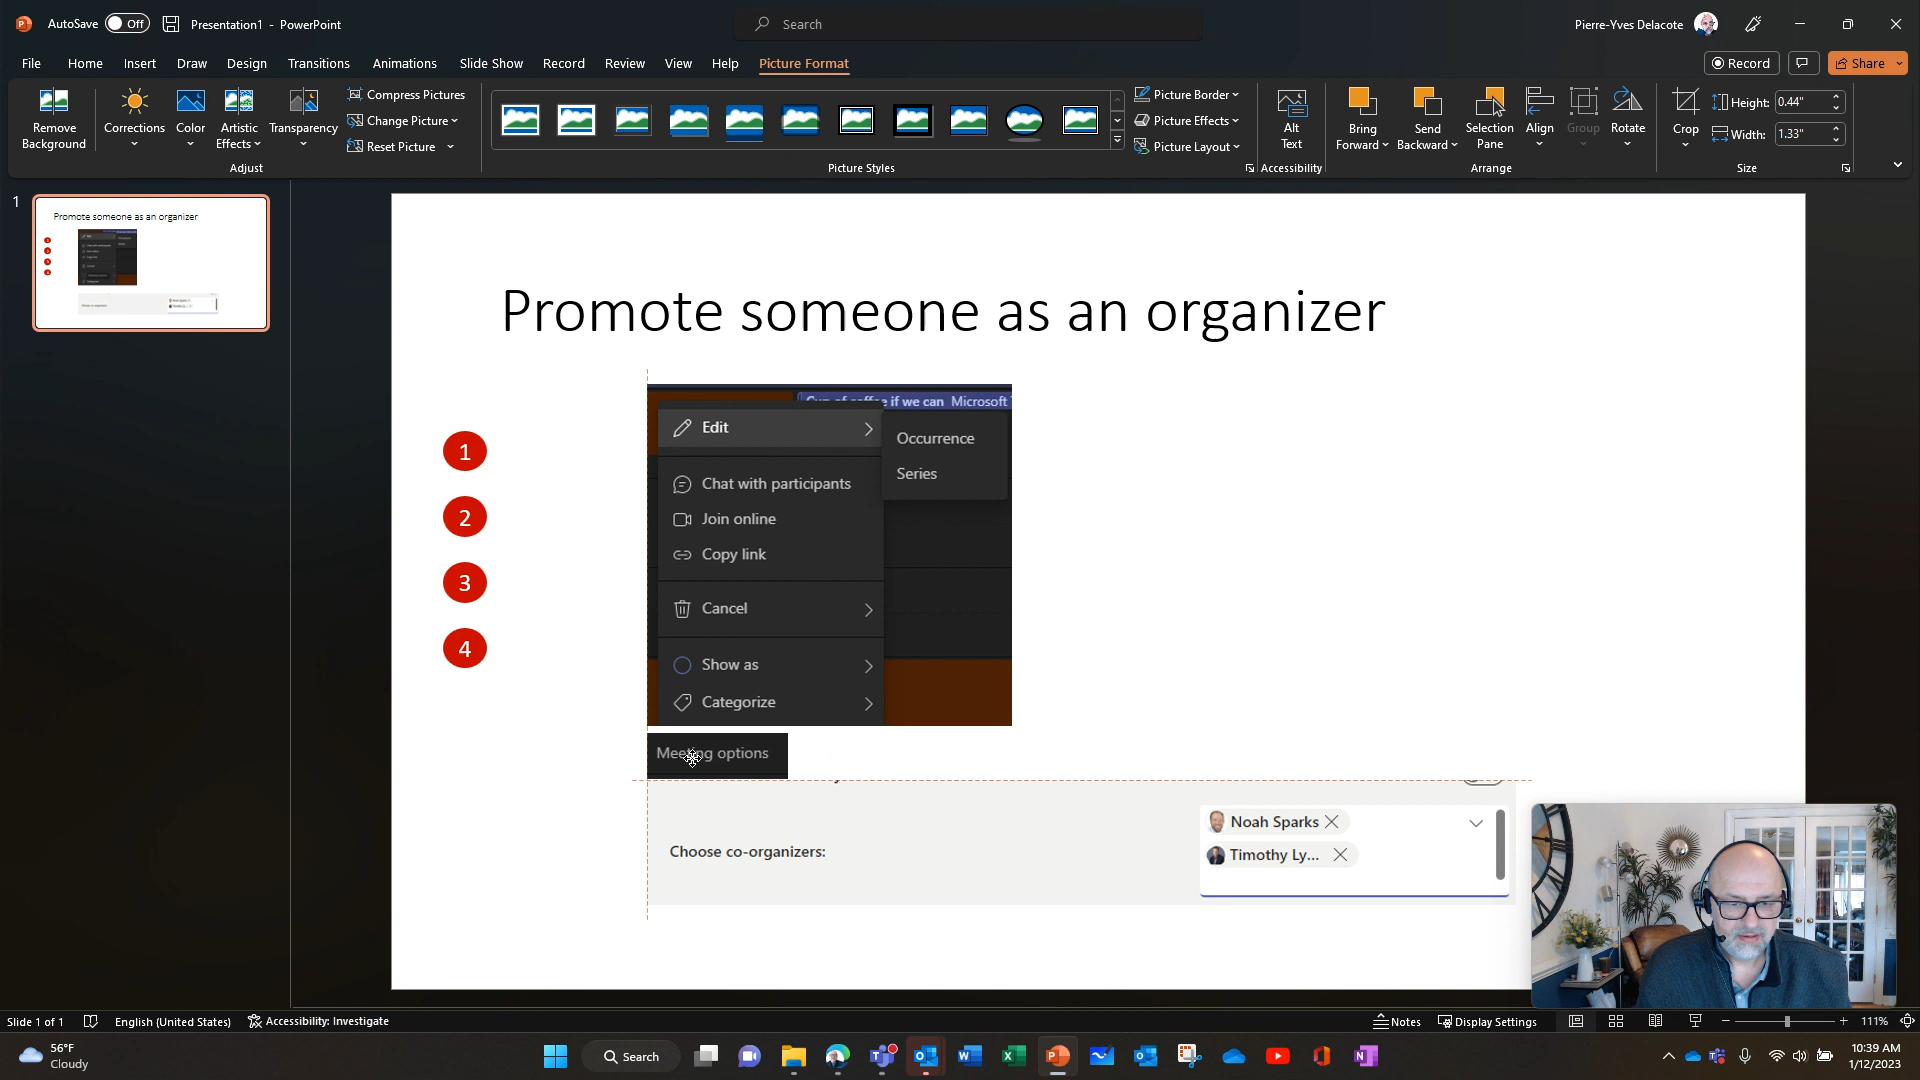 AutoSave Off Presentation1 - PowerPoint Search Pierre-Yves Delacote
File Home Insert Draw Design Transitions Animations Slide Show Record Review View Help Picture Format Record Share
Remove Background
Corrections
Color
Artistic Effects
Transparency
Compress Pictures
Change Picture
Reset Picture
Adjust
Picture Styles
Picture Border
Picture Effects
Picture Layout
Alt Text
Accessibility
Bring Forward
Send Backward
Selection Pane
Align
Group
Rotate
Arrange
Crop
Height: 0.44"
Width: 1.33"
Size
1
Promote someone as an organizer
Promote someone as an organizer
if we can Microsoft
Edit
Occurrence
Series
1
Chat with participants
2
Join online
Copy link
3
Cancel
4
Show as
Categorize
Meeting options
Choose co-organizers:
Noah Sparks
Timothy Ly...
Slide 1 of 1 English (United States) Accessibility: Investigate Notes Display Settings 111%
56°F
Cloudy
Search
10:39 AM
1/12/2023